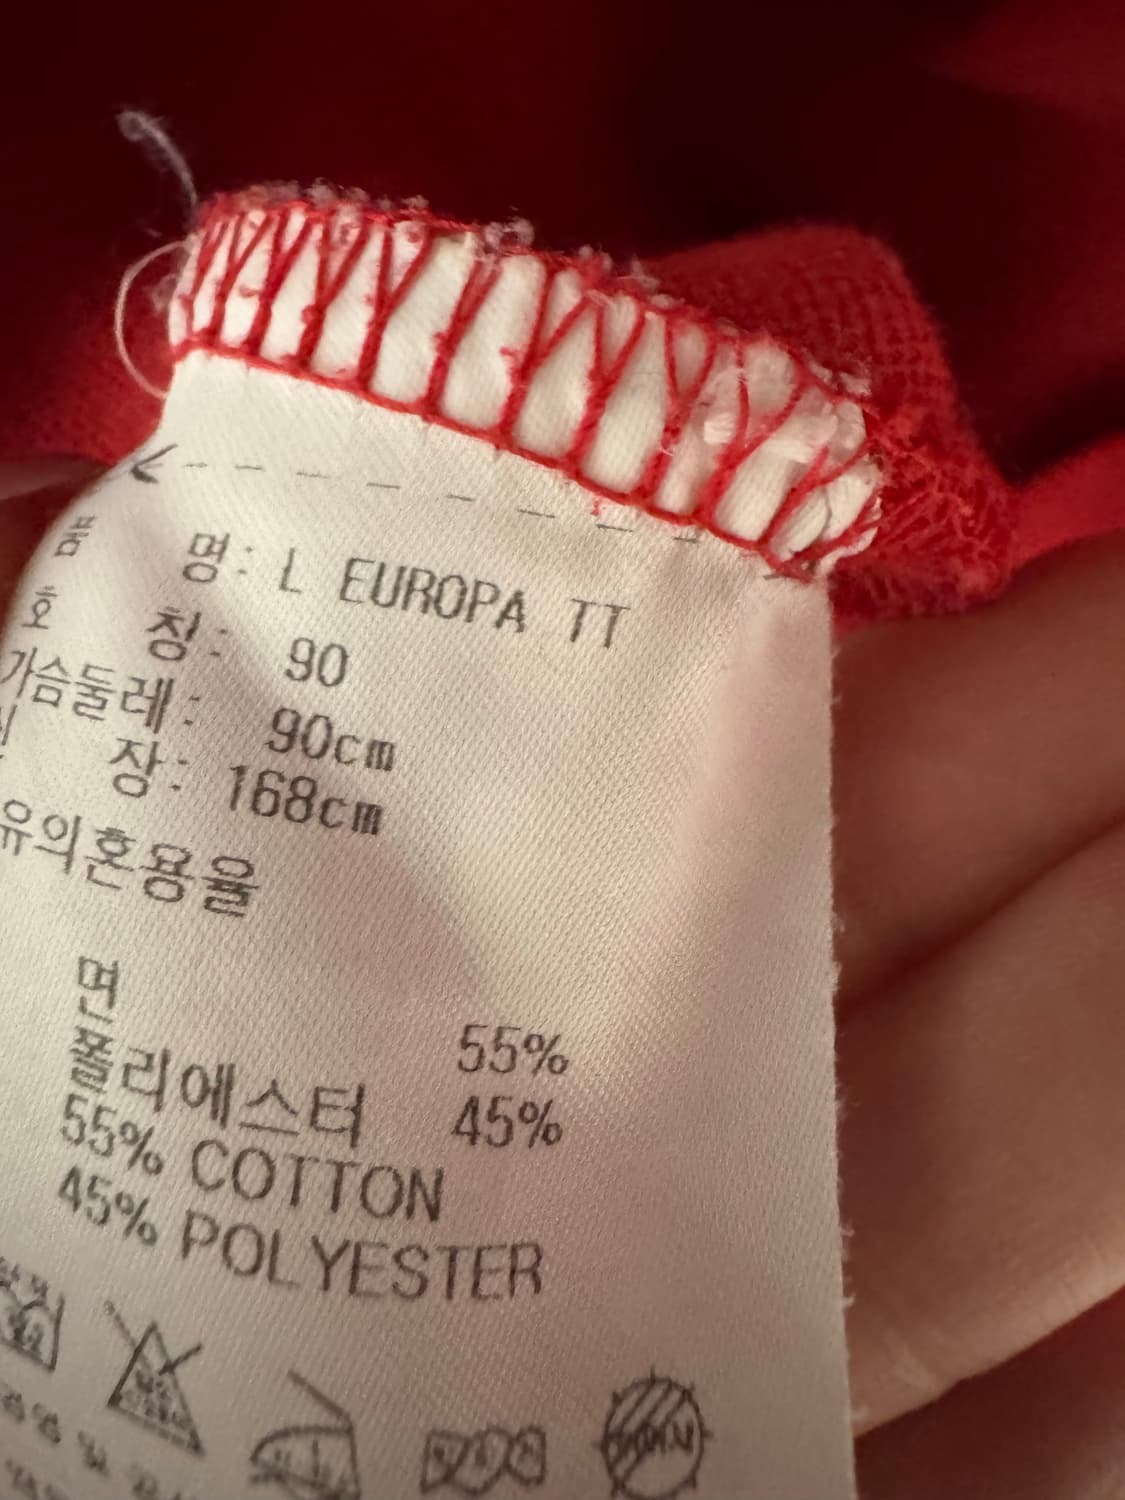 품 명: L EUROPA TT
호 칭: 90
가슴둘레: 90cm
장: 168cm
유의혼용율
면 55%
폴리에스터 45%
55% COTTON
45% POLYESTER